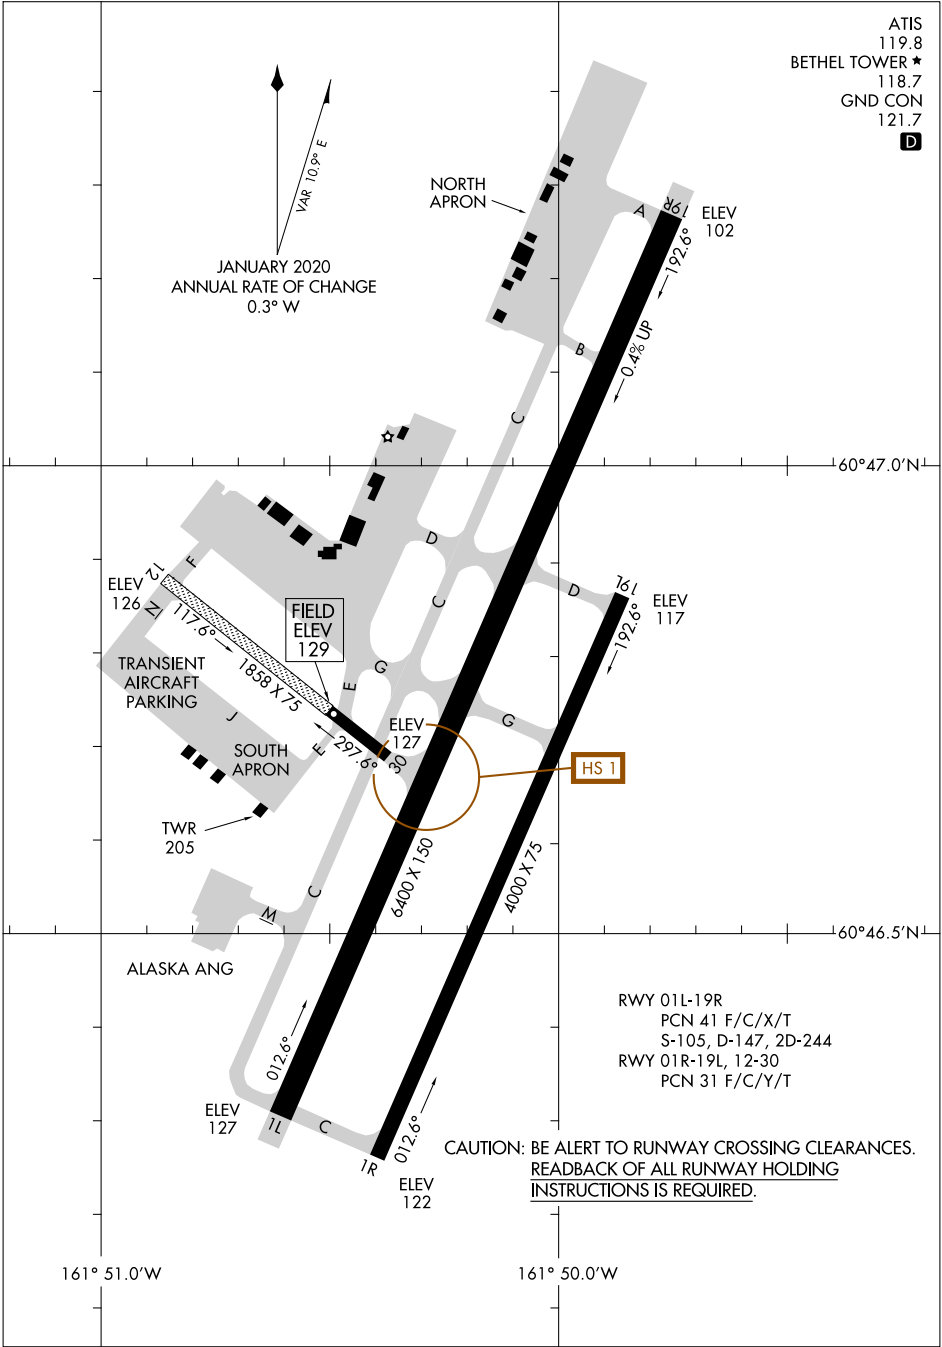 ATIS
119.8
BETHEL TOWER ★
118.7
GND CON
121.7
D
VAR 10.9° E
JANUARY 2020
ANNUAL RATE OF CHANGE
0.3° W
NORTH
APRON
A
19R
ELEV
102
192.6°
0.4% UP
B
C
60°47.0'N
D
C
D
19L
ELEV
117
192.6°
F
12
ELEV
126
N
117.6°
FIELD
ELEV
129
1858 X 75
TRANSIENT
AIRCRAFT
PARKING
G
E
J
G
E
297.6°
ELEV
127
30
SOUTH
APRON
HS 1
TWR
205
6400 X 150
4000 X 75
C
M
60°46.5'N
ALASKA ANG
RWY 01L-19R
PCN 41 F/C/X/T
S-105, D-147, 2D-244
RWY 01R-19L, 12-30
PCN 31 F/C/Y/T
012.6°
ELEV
127
1L
C
012.6°
1R
ELEV
122
CAUTION: BE ALERT TO RUNWAY CROSSING CLEARANCES.
READBACK OF ALL RUNWAY HOLDING
INSTRUCTIONS IS REQUIRED.
161° 51.0'W
161° 50.0'W